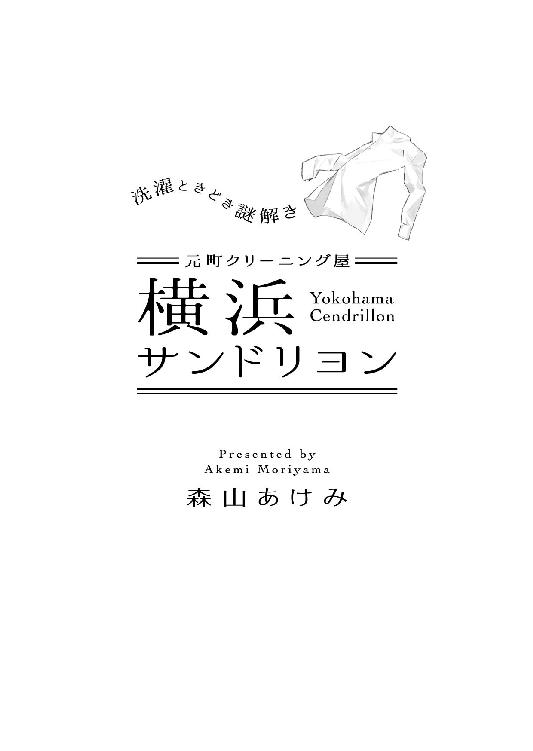 洗濯ときどき謎解き
元町クリーニング屋
横浜
Yokohama
Cendrillon
サンドリヨン
Presented by
Akemi Moriyama
森山あけみ